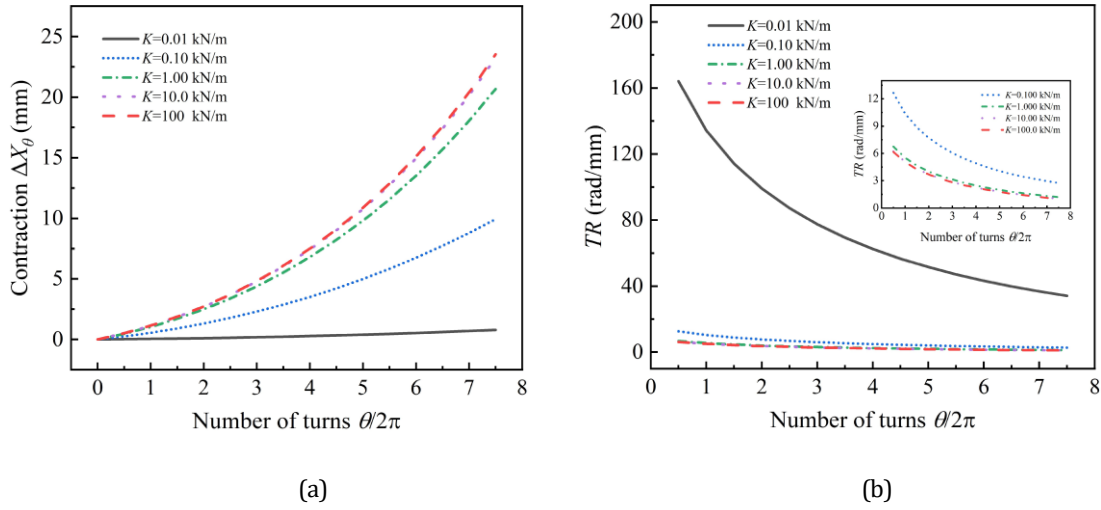 25
20
15
10
5
0
Contraction ΔX_θ (mm)
K=0.01 kN/m
K=0.10 kN/m
K=1.00 kN/m
K=10.0 kN/m
K=100 kN/m
0 1 2 3 4 5 6 7 8
Number of turns θ/2π
(a)
200
160
120
80
40
0
TR (rad/mm)
K=0.01 kN/m
K=0.10 kN/m
K=1.00 kN/m
K=10.0 kN/m
K=100 kN/m
12
9
6
3
0
TR (rad/mm)
K=0.100 kN/m
K=1.000 kN/m
K=10.00 kN/m
K=100.0 kN/m
0 1 2 3 4 5 6 7 8
Number of turns θ/2π
0 1 2 3 4 5 6 7 8
Number of turns θ/2π
(b)